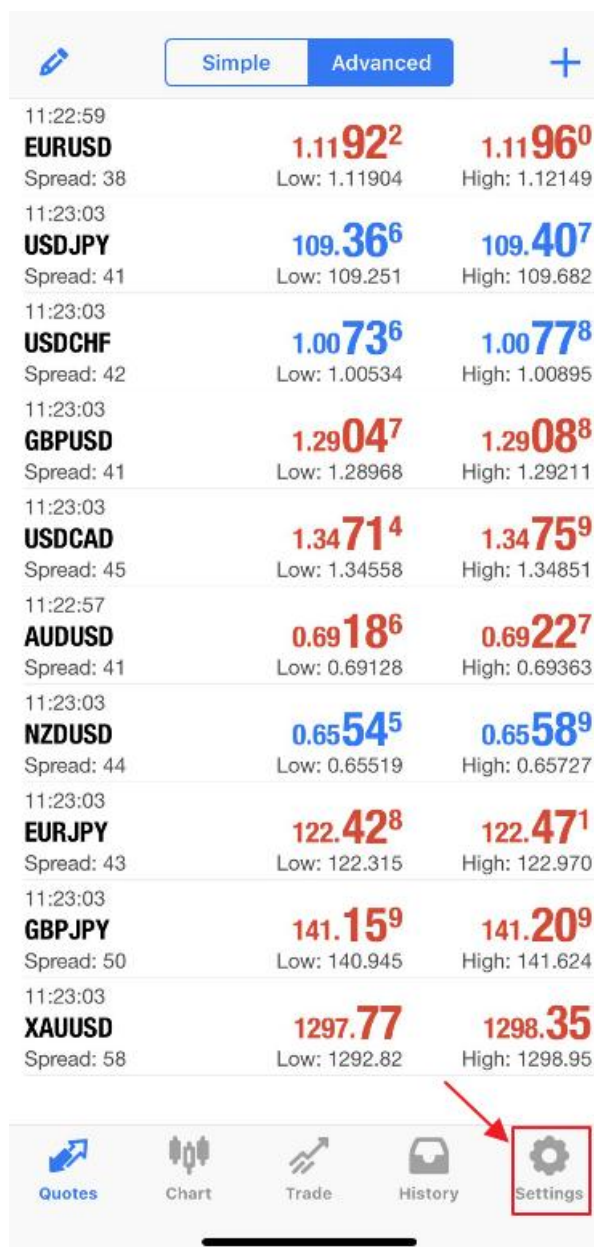 Simple Advanced
11:22:59
EURUSD 1.11922 1.11960
Spread: 38 Low: 1.11904 High: 1.12149
11:23:03
USDJPY 109.366 109.407
Spread: 41 Low: 109.251 High: 109.682
11:23:03
USDCHF 1.00736 1.00778
Spread: 42 Low: 1.00534 High: 1.00895
11:23:03
GBPUSD 1.29047 1.29088
Spread: 41 Low: 1.28968 High: 1.29211
11:23:03
USDCAD 1.34714 1.34759
Spread: 45 Low: 1.34558 High: 1.34851
11:22:57
AUDUSD 0.69186 0.69227
Spread: 41 Low: 0.69128 High: 0.69363
11:23:03
NZDUSD 0.65545 0.65589
Spread: 44 Low: 0.65519 High: 0.65727
11:23:03
EURJPY 122.428 122.471
Spread: 43 Low: 122.315 High: 122.970
11:23:03
GBPJPY 141.159 141.209
Spread: 50 Low: 140.945 High: 141.624
11:23:03
XAUUSD 1297.77 1298.35
Spread: 58 Low: 1292.82 High: 1298.95
Quotes Chart Trade History Settings